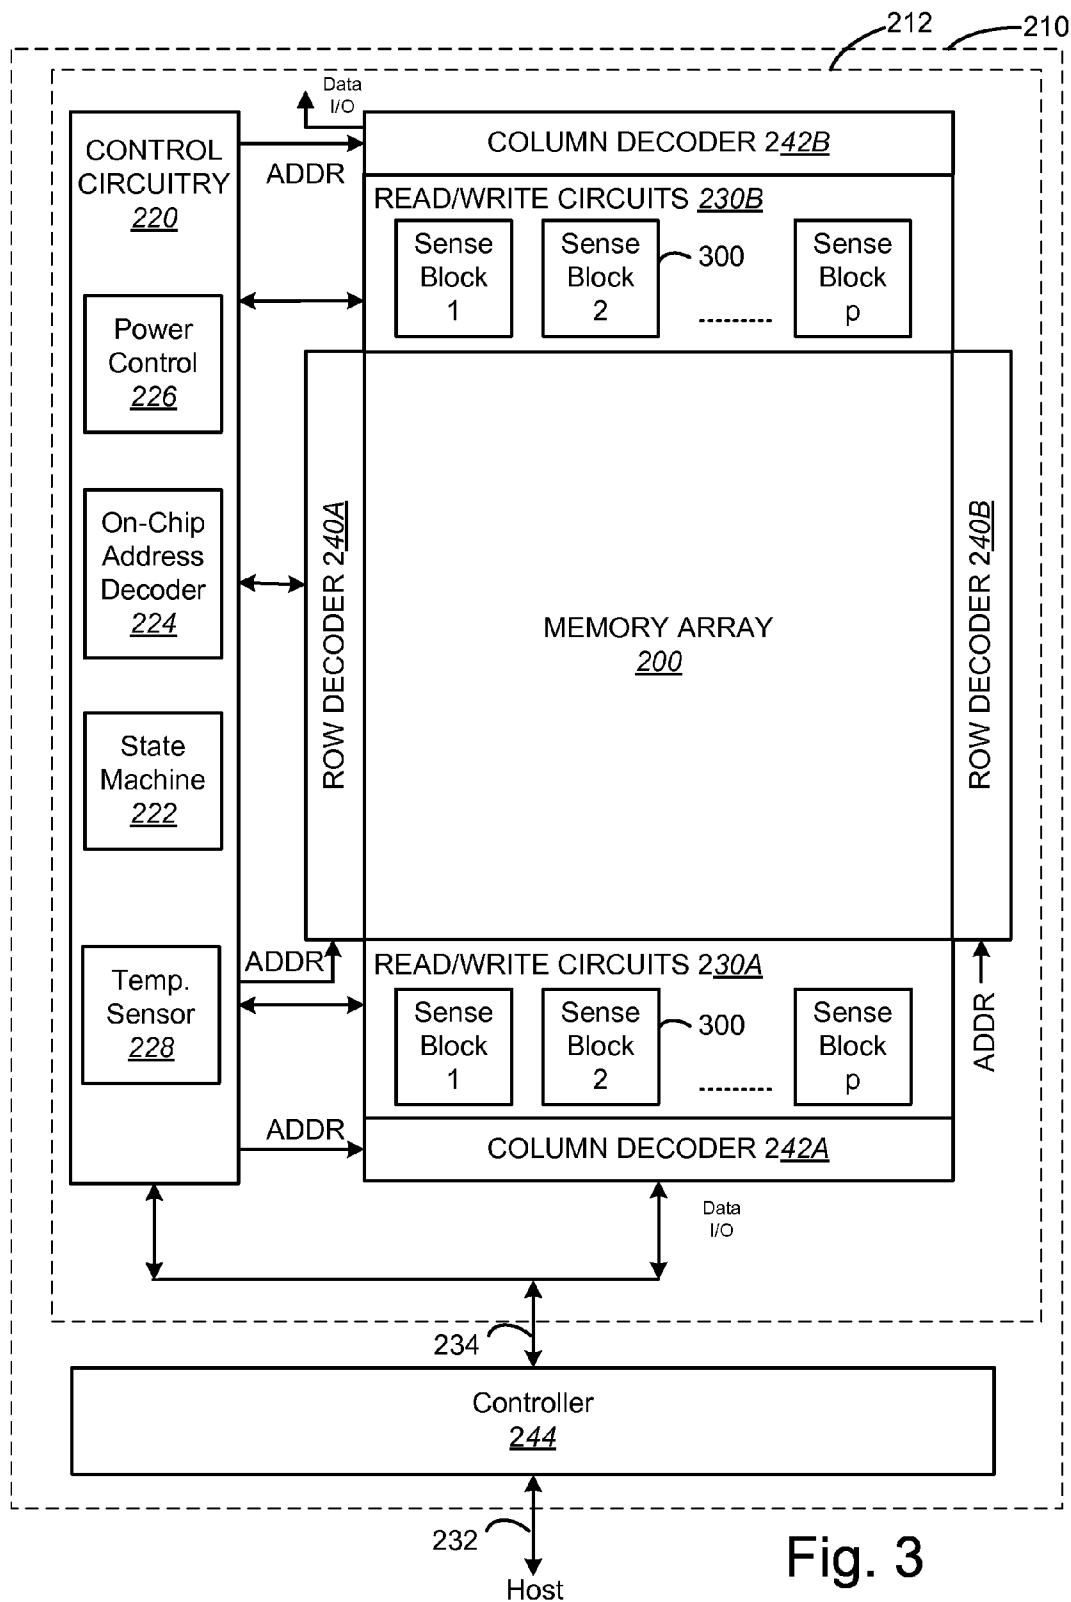 212
210
Data
I/O
CONTROL
CIRCUITRY
220
ADDR
COLUMN DECODER 242B
READ/WRITE CIRCUITS 230B
Sense
Block
1
Sense
Block
2
300
.........
Sense
Block
p
Power
Control
226
On-Chip
Address
Decoder
224
State
Machine
222
Temp.
Sensor
228
ROW DECODER 240A
MEMORY ARRAY
200
ROW DECODER 240B
ADDR
READ/WRITE CIRCUITS 230A
Sense
Block
1
Sense
Block
2
300
.........
Sense
Block
p
ADDR
ADDR
COLUMN DECODER 242A
Data
I/O
234
Controller
244
232
Host
Fig. 3